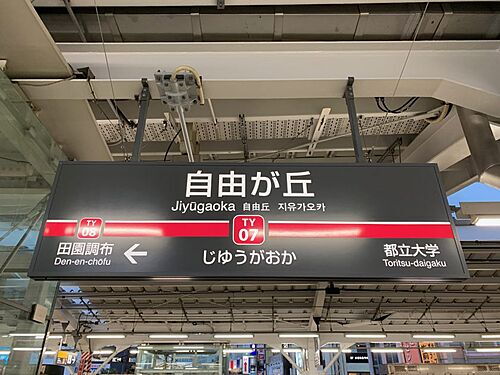 自由が丘
Jiyūgaoka 自由丘 지유가오카
TY
08
TY
07
田園調布 ←
じゆうがおか
都立大学
Den-en-chōfu
Toritsu-daigaku